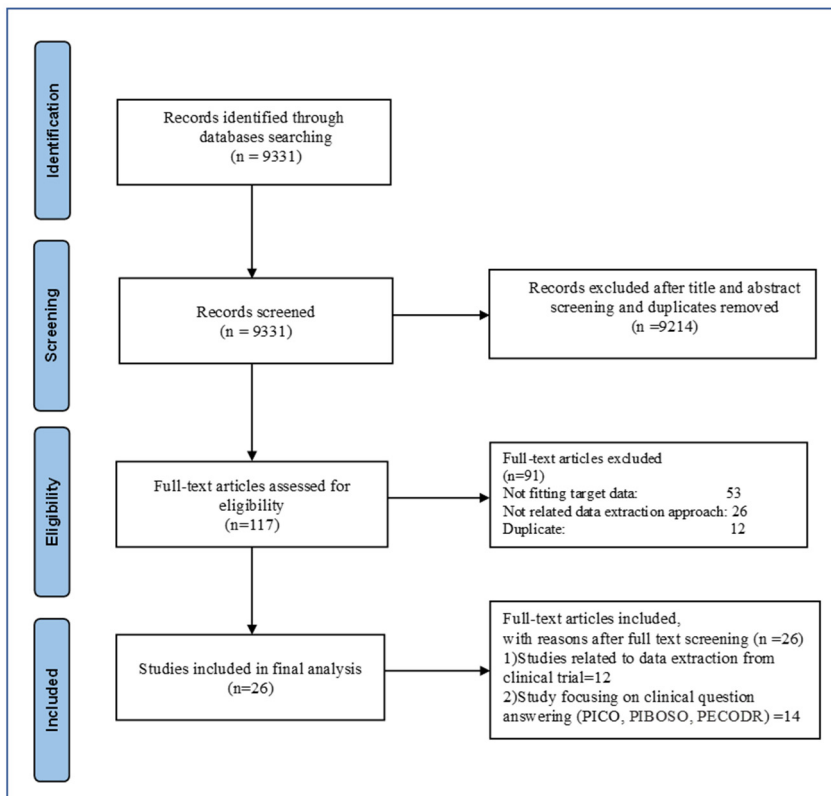 Identification
Records identified through
databases searching
(n = 9331)
Screening
Records screened
(n = 9331)
Records excluded after title and abstract
screening and duplicates removed
(n =9214)
Eligibility
Full-text articles assessed for
eligibility
(n=117)
Full-text articles excluded
(n=91)
Not fitting target data: 53
Not related data extraction approach: 26
Duplicate: 12
Included
Studies included in final analysis
(n=26)
Full-text articles included,
with reasons after full text screening (n =26)
1)Studies related to data extraction from
clinical trial=12
2)Study focusing on clinical question
answering (PICO, PIBOSO, PECODR) =14